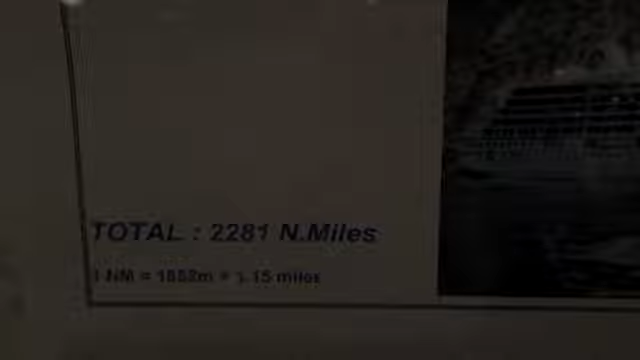 TOTAL : 2281 N.Miles
1 NM = 1852m = 1.15 miles